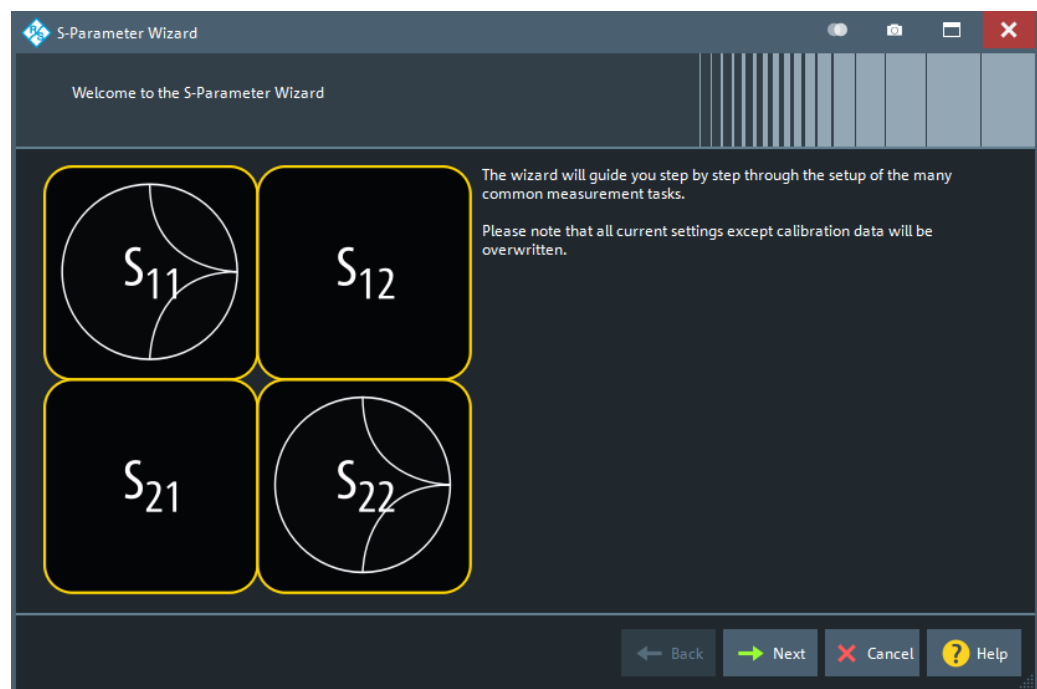 R/S S-Parameter Wizard
Welcome to the S-Parameter Wizard
The wizard will guide you step by step through the setup of the many
common measurement tasks.
Please note that all current settings except calibration data will be
overwritten.
S11 S12
S21 S22
Back Next Cancel ? Help